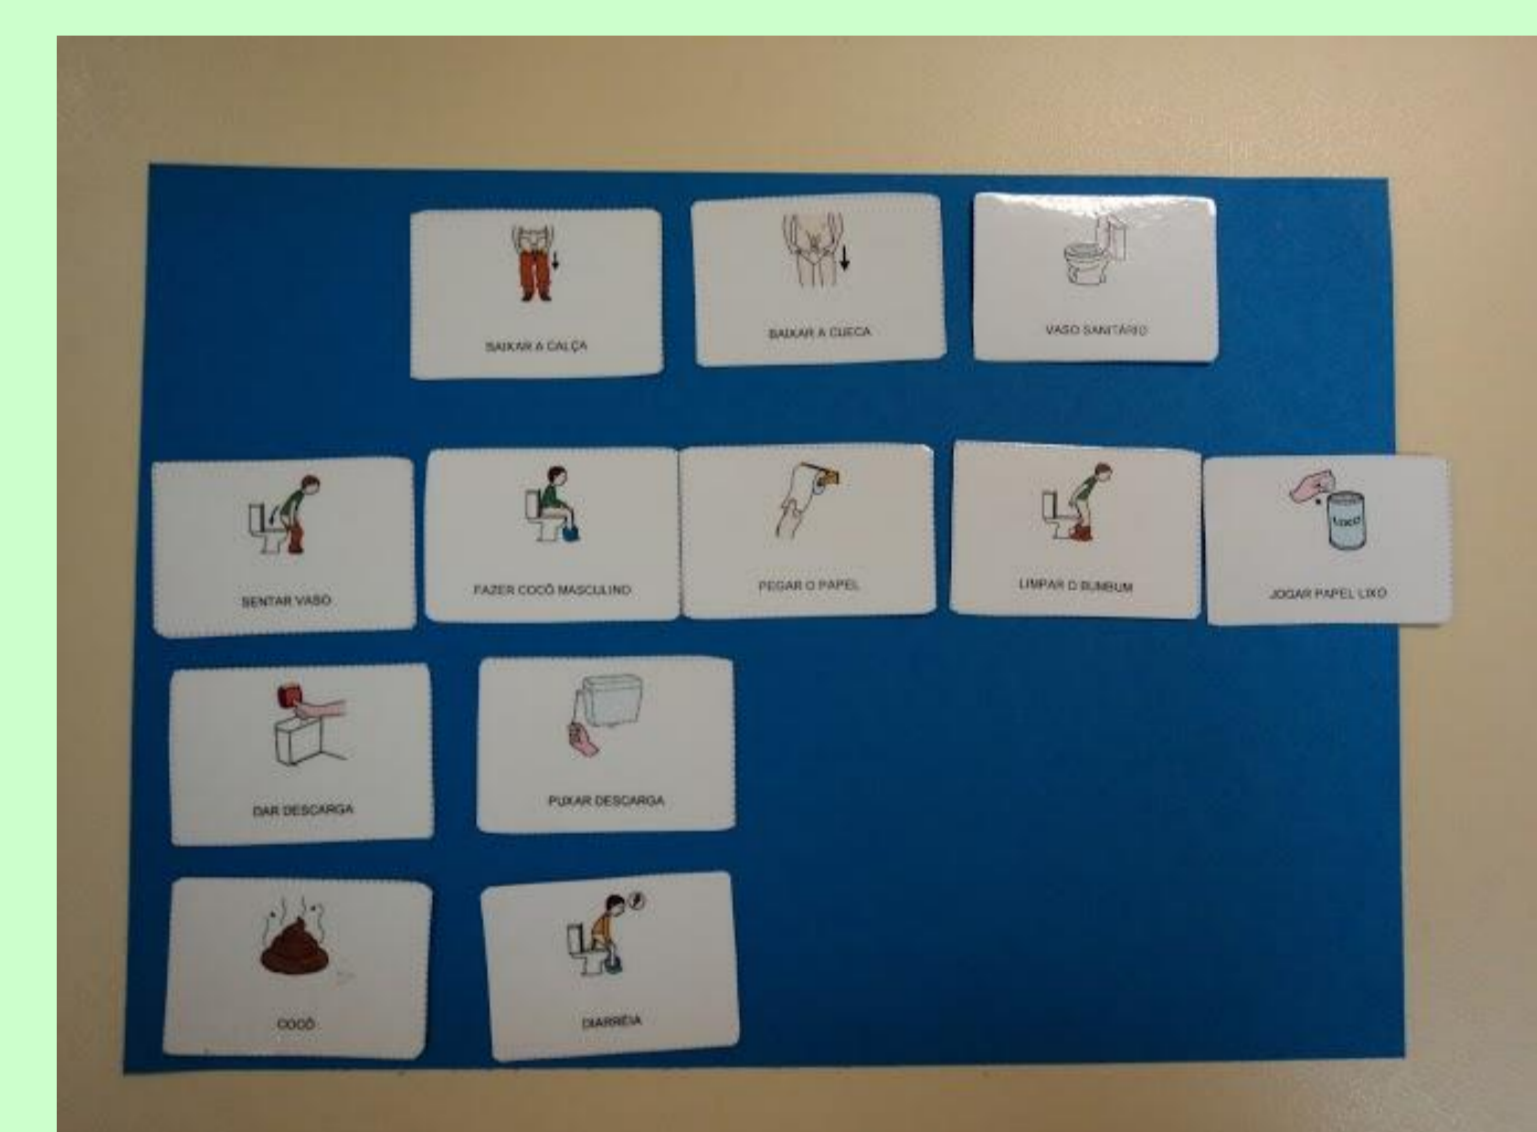 BAIXAR A CALÇA
BAIXAR A CUECA
VASO SANITÁRIO
SENTAR VASO
FAZER COCÔ MASCULINO
PEGAR O PAPEL
LIMPAR O BUMBUM
JOGAR PAPEL LIXO
LIXO
DAR DESCARGA
PUXAR DESCARGA
COCÔ
DIARRÉIA